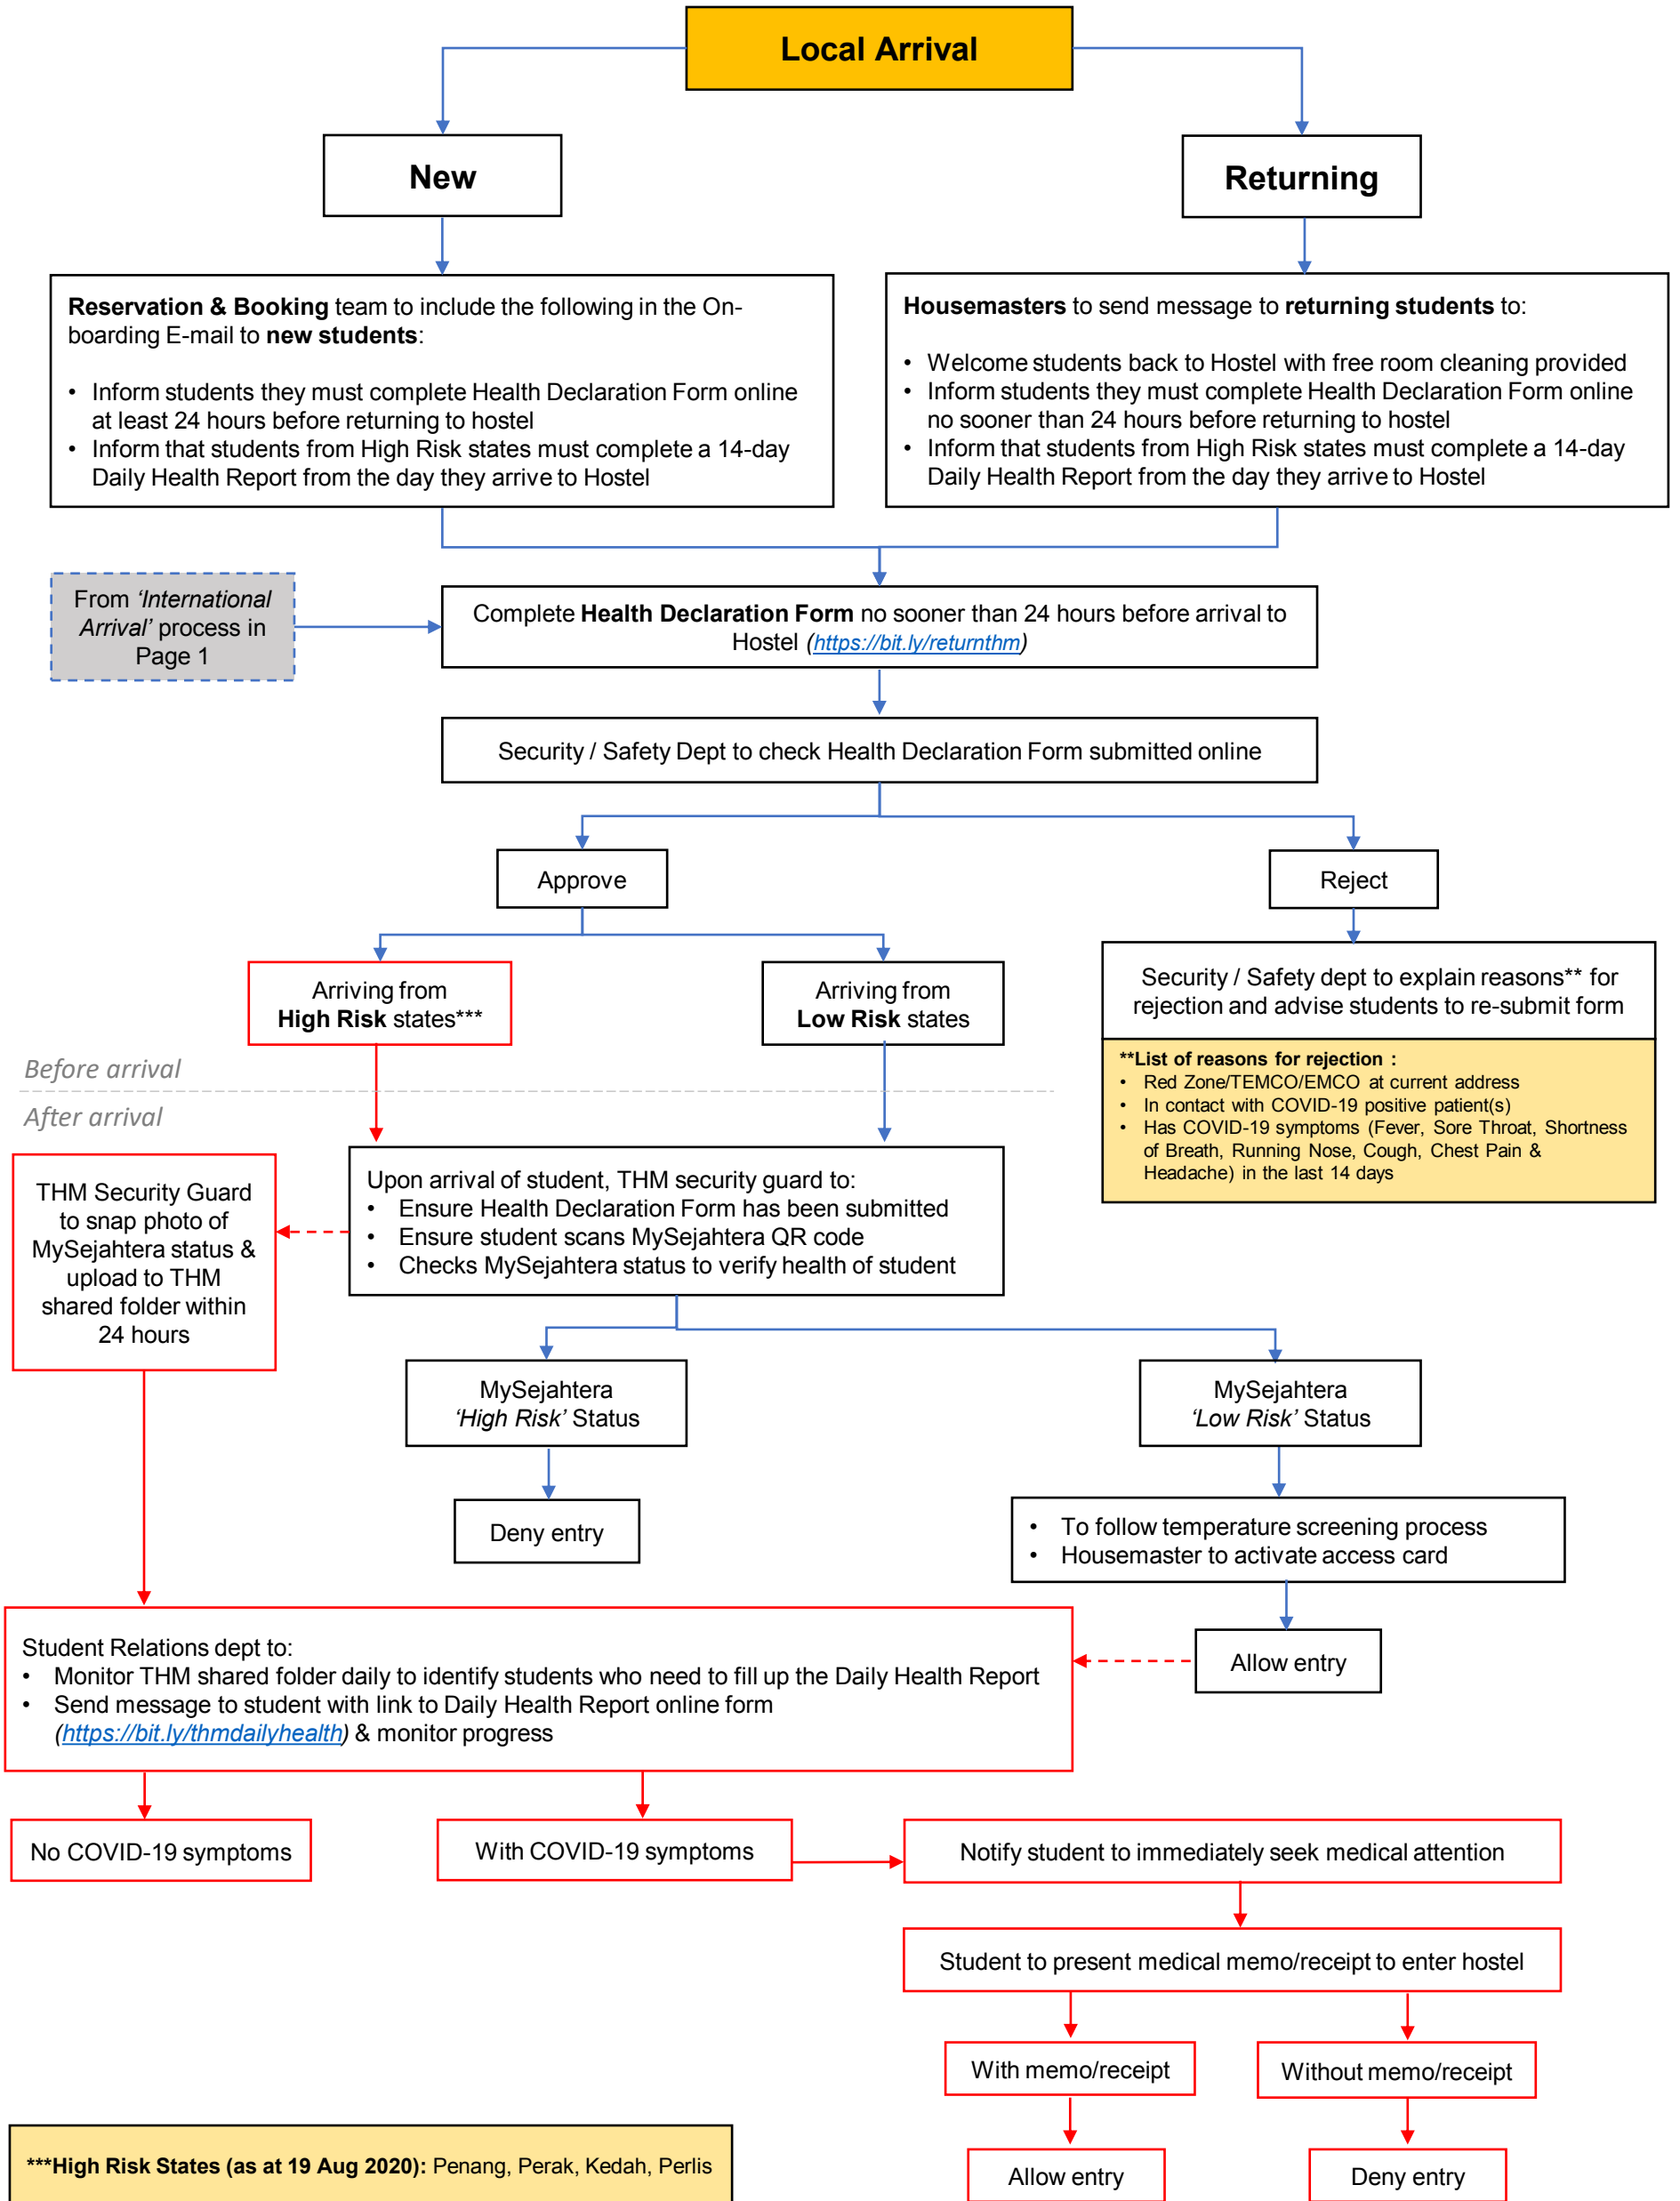 Local Arrival
New
Returning
Reservation & Booking team to include the following in the On-
boarding E-mail to new students:
• Inform students they must complete Health Declaration Form online
at least 24 hours before returning to hostel
• Inform that students from High Risk states must complete a 14-day
Daily Health Report from the day they arrive to Hostel
Housemasters to send message to returning students to:
• Welcome students back to Hostel with free room cleaning provided
• Inform students they must complete Health Declaration Form online
no sooner than 24 hours before returning to hostel
• Inform that students from High Risk states must complete a 14-day
Daily Health Report from the day they arrive to Hostel
From 'International
Arrival' process in
Page 1
Complete Health Declaration Form no sooner than 24 hours before arrival to
Hostel (https://bit.ly/returnthm)
Security / Safety Dept to check Health Declaration Form submitted online
Approve
Reject
Arriving from
High Risk states***
Arriving from
Low Risk states
Security / Safety dept to explain reasons** for
rejection and advise students to re-submit form
**List of reasons for rejection :
• Red Zone/TEMCO/EMCO at current address
• In contact with COVID-19 positive patient(s)
• Has COVID-19 symptoms (Fever, Sore Throat, Shortness
of Breath, Running Nose, Cough, Chest Pain &
Headache) in the last 14 days
Before arrival
After arrival
THM Security Guard
to snap photo of
MySejahtera status &
upload to THM
shared folder within
24 hours
Upon arrival of student, THM security guard to:
• Ensure Health Declaration Form has been submitted
• Ensure student scans MySejahtera QR code
• Checks MySejahtera status to verify health of student
MySejahtera
'High Risk' Status
MySejahtera
'Low Risk' Status
Deny entry
• To follow temperature screening process
• Housemaster to activate access card
Allow entry
Student Relations dept to:
• Monitor THM shared folder daily to identify students who need to fill up the Daily Health Report
• Send message to student with link to Daily Health Report online form
(https://bit.ly/thmdailyhealth) & monitor progress
No COVID-19 symptoms
With COVID-19 symptoms
Notify student to immediately seek medical attention
Student to present medical memo/receipt to enter hostel
With memo/receipt
Without memo/receipt
Allow entry
Deny entry
***High Risk States (as at 19 Aug 2020): Penang, Perak, Kedah, Perlis